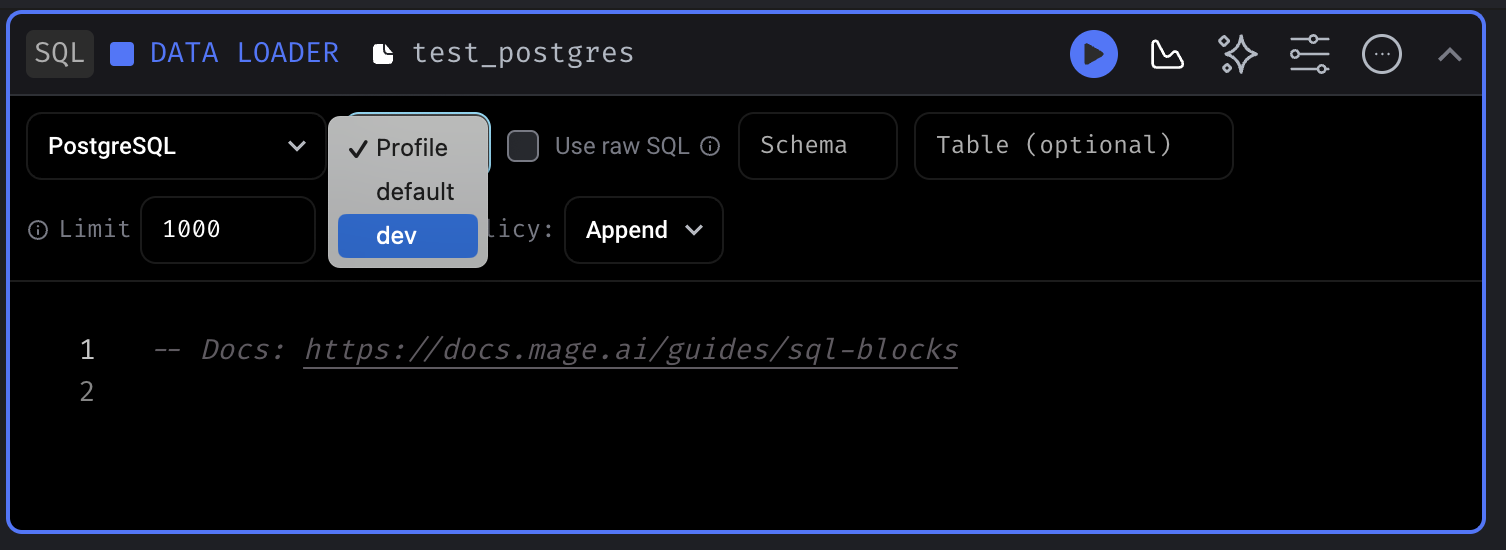 SQL DATA LOADER test_postgres
PostgreSQL Profile Use raw SQL Schema Table (optional)
default
Limit 1000 dev licy: Append
1 -- Docs: https://docs.mage.ai/guides/sql-blocks
2